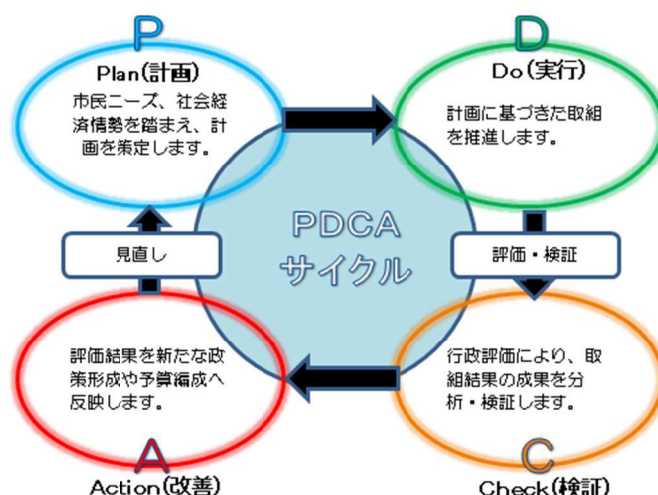 P
Plan(計画)
市民ニーズ、社会経
済情勢を踏まえ、計
画を策定します。
D
Do(実行)
計画に基づきた取組
を推進します。
PDCA
サイクル
見直し
評価・検証
評価結果を新たな政
策形成や予算編成へ
反映します。
A
Action(改善)
行政評価により、取
組結果の成果を分
析・検証します。
C
Check(検証)